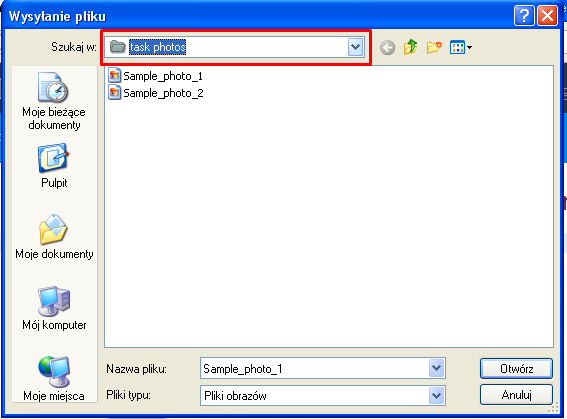 Wysyłanie pliku
Szukaj w:
task photos
Sample_photo_1
Sample_photo_2
Moje bieżące
dokumenty
Pulpit
Moje dokumenty
Mój komputer
Moje miejsca
Nazwa pliku:
Sample_photo_1
Otwórz
Pliki typu:
Pliki obrazów
Anuluj